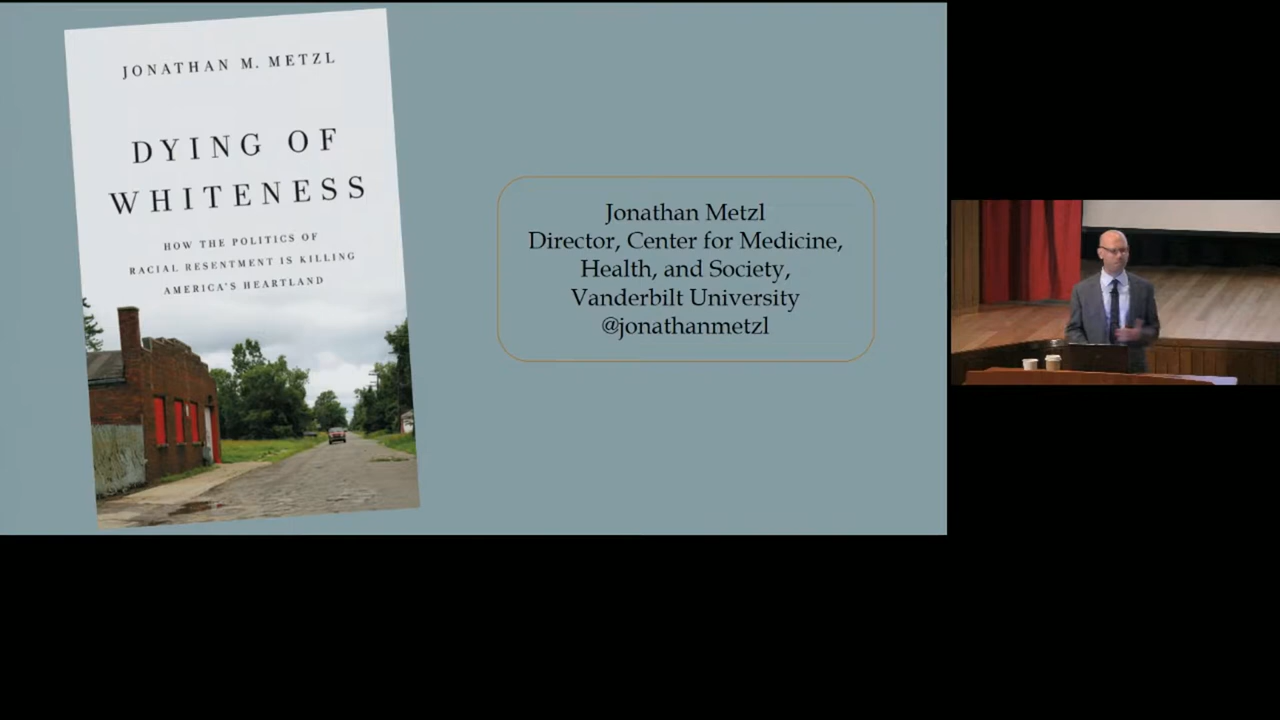 JONATHAN M. METZL
DYING OF
WHITENESS
HOW THE POLITICS OF
RACIAL RESENTMENT IS KILLING
AMERICA'S HEARTLAND
Jonathan Metzl
Director, Center for Medicine,
Health, and Society,
Vanderbilt University
@jonathanmetzl